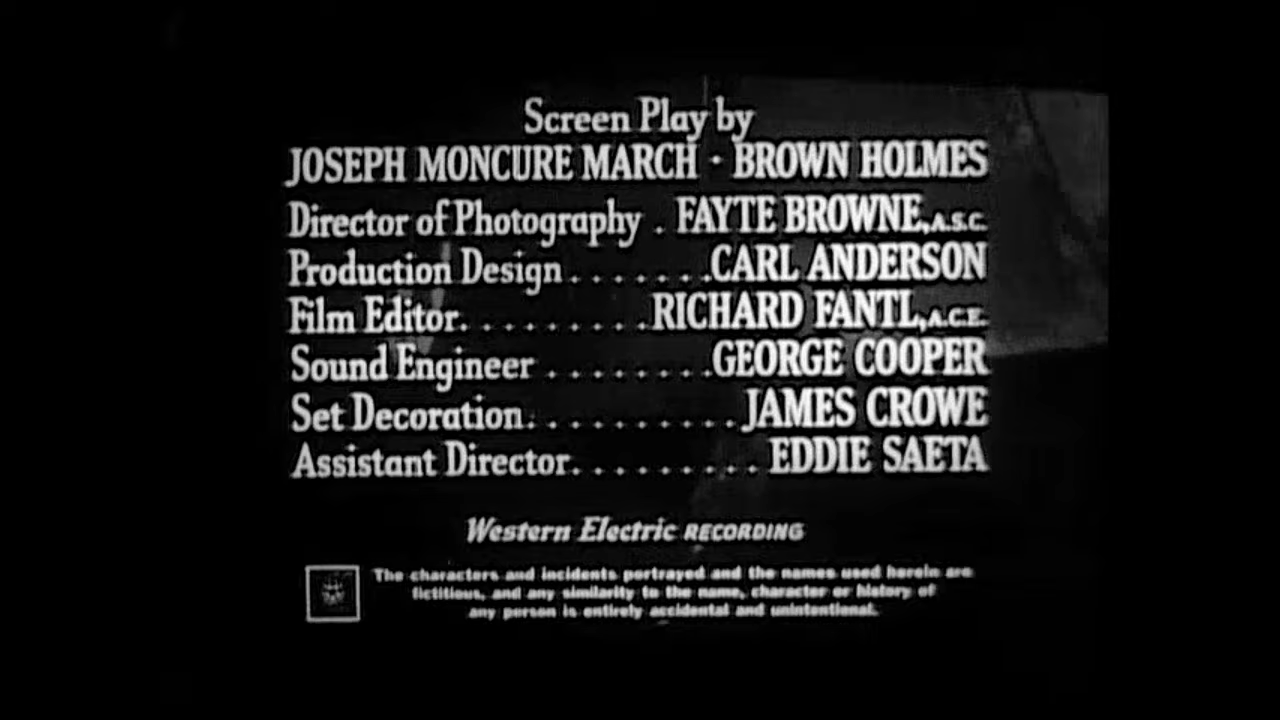 Screen Play by
JOSEPH MONCURE MARCH · BROWN HOLMES
Director of Photography . FAYTE BROWNE, A.S.C.
Production Design . . . . . . . CARL ANDERSON
Film Editor. . . . . . . . . . RICHARD FANTL, A.C.E.
Sound Engineer . . . . . . . . GEORGE COOPER
Set Decoration. . . . . . . . . . . JAMES CROWE
Assistant Director. . . . . . . . . . EDDIE SAETA
Western Electric RECORDING
The characters and incidents portrayed and the names used herein are
fictitious, and any similarity to the name, character or history of
any person is entirely accidental and unintentional.